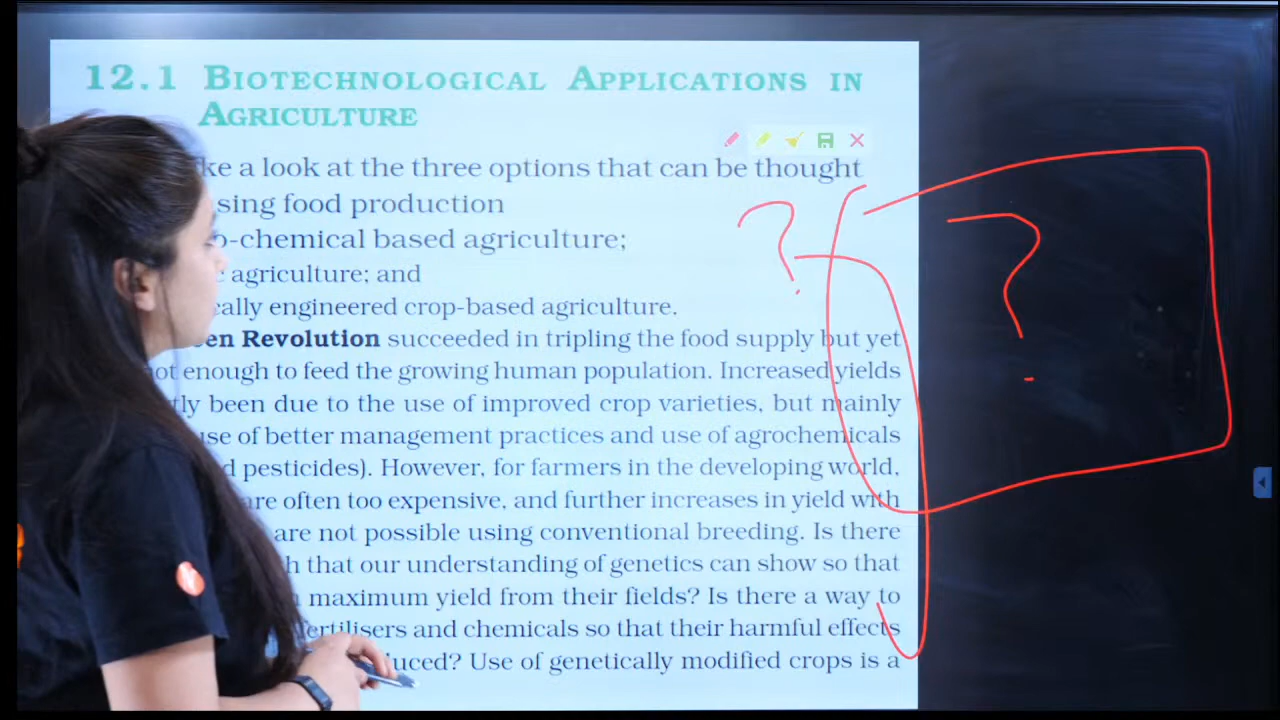 12.1 BIOTECHNOLOGICAL APPLICATIONS IN
AGRICULTURE
a look at the three options that can be thought
food production
based agriculture;
agriculture; and
engineered crop-based agriculture.
Revolution succeeded in tripling the food supply but yet
not enough to feed the growing human population. Increased yields
been due to the use of improved crop varieties, but mainly
use of better management practices and use of agrochemicals
pesticides). However, for farmers in the developing world,
are often too expensive, and further increases in yield with
are not possible using conventional breeding. Is there
that our understanding of genetics can show so that
maximum yield from their fields? Is there a way to
fertilisers and chemicals so that their harmful effects
Use of genetically modified crops is a
?
?